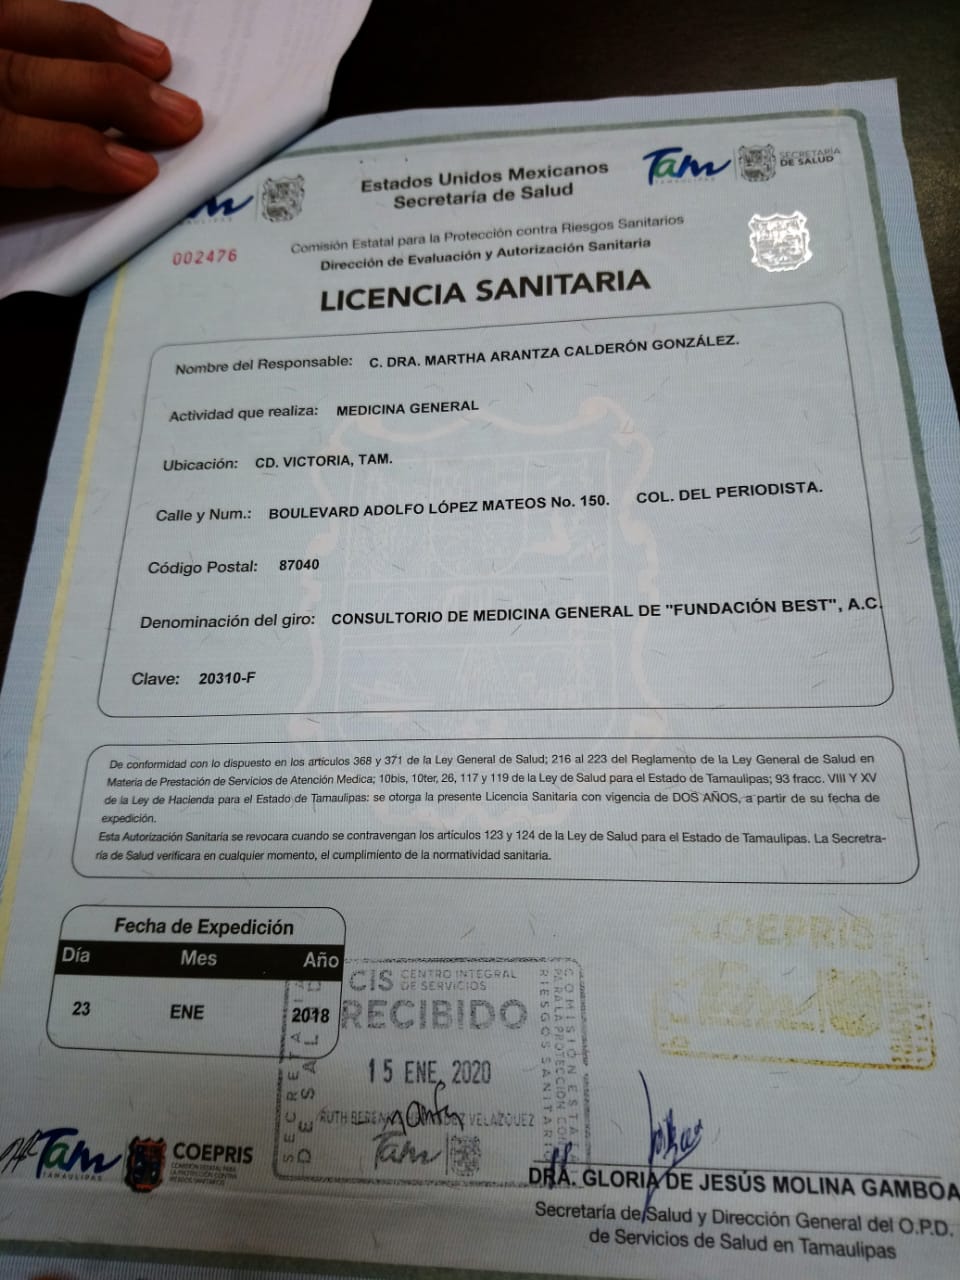 Estados Unidos Mexicanos
Secretaría de Salud
Tam
TAMAULIPAS
SECRETARÍA
DE SALUD
002476
Comisión Estatal para la Protección contra Riesgos Sanitarios
Dirección de Evaluación y Autorización Sanitaria
LICENCIA SANITARIA
Nombre del Responsable: C. DRA. MARTHA ARANTZA CALDERÓN GONZÁLEZ.
Actividad que realiza: MEDICINA GENERAL
Ubicación: CD. VICTORIA, TAM.
Calle y Num.: BOULEVARD ADOLFO LÓPEZ MATEOS No. 150. COL. DEL PERIODISTA.
Código Postal: 87040
Denominación del giro: CONSULTORIO DE MEDICINA GENERAL DE "FUNDACIÓN BEST", A.C.
Clave: 20310-F
De conformidad con lo dispuesto en los artículos 368 y 371 de la Ley General de Salud; 216 al 223 del Reglamento de la Ley General de Salud en
Materia de Prestación de Servicios de Atención Medica; 10bis, 10ter, 26, 117 y 119 de la Ley de Salud para el Estado de Tamaulipas; 93 fracc. VIII Y XV
de la Ley de Hacienda para el Estado de Tamaulipas: se otorga la presente Licencia Sanitaria con vigencia de DOS AÑOS, a partir de su fecha de
expedición.
Esta Autorización Sanitaria se revocara cuando se contravengan los artículos 123 y 124 de la Ley de Salud para el Estado de Tamaulipas. La Secretra-
ría de Salud verificara en cualquier momento, el cumplimiento de la normatividad sanitaria.
Fecha de Expedición
Día Mes Año
23 ENE 2018
COEPRIS
CIS CENTRO INTEGRAL
DE SERVICIOS
RECIBIDO
15 ENE. 2020
VELAZQUEZ
SECRETARIA
DE SALUD
COMISIÓN ESTATAL
PARA LA PROTECCIÓN CONTRA
RIESGOS SANITARIOS
Tam
Tam
TAMAULIPAS
COEPRIS
COMISIÓN ESTATAL PARA
LA PROTECCIÓN CONTRA
RIESGOS SANITARIOS
DRA. GLORIA DE JESÚS MOLINA GAMBOA
Secretaría de Salud y Dirección General del O.P.D.
de Servicios de Salud en Tamaulipas